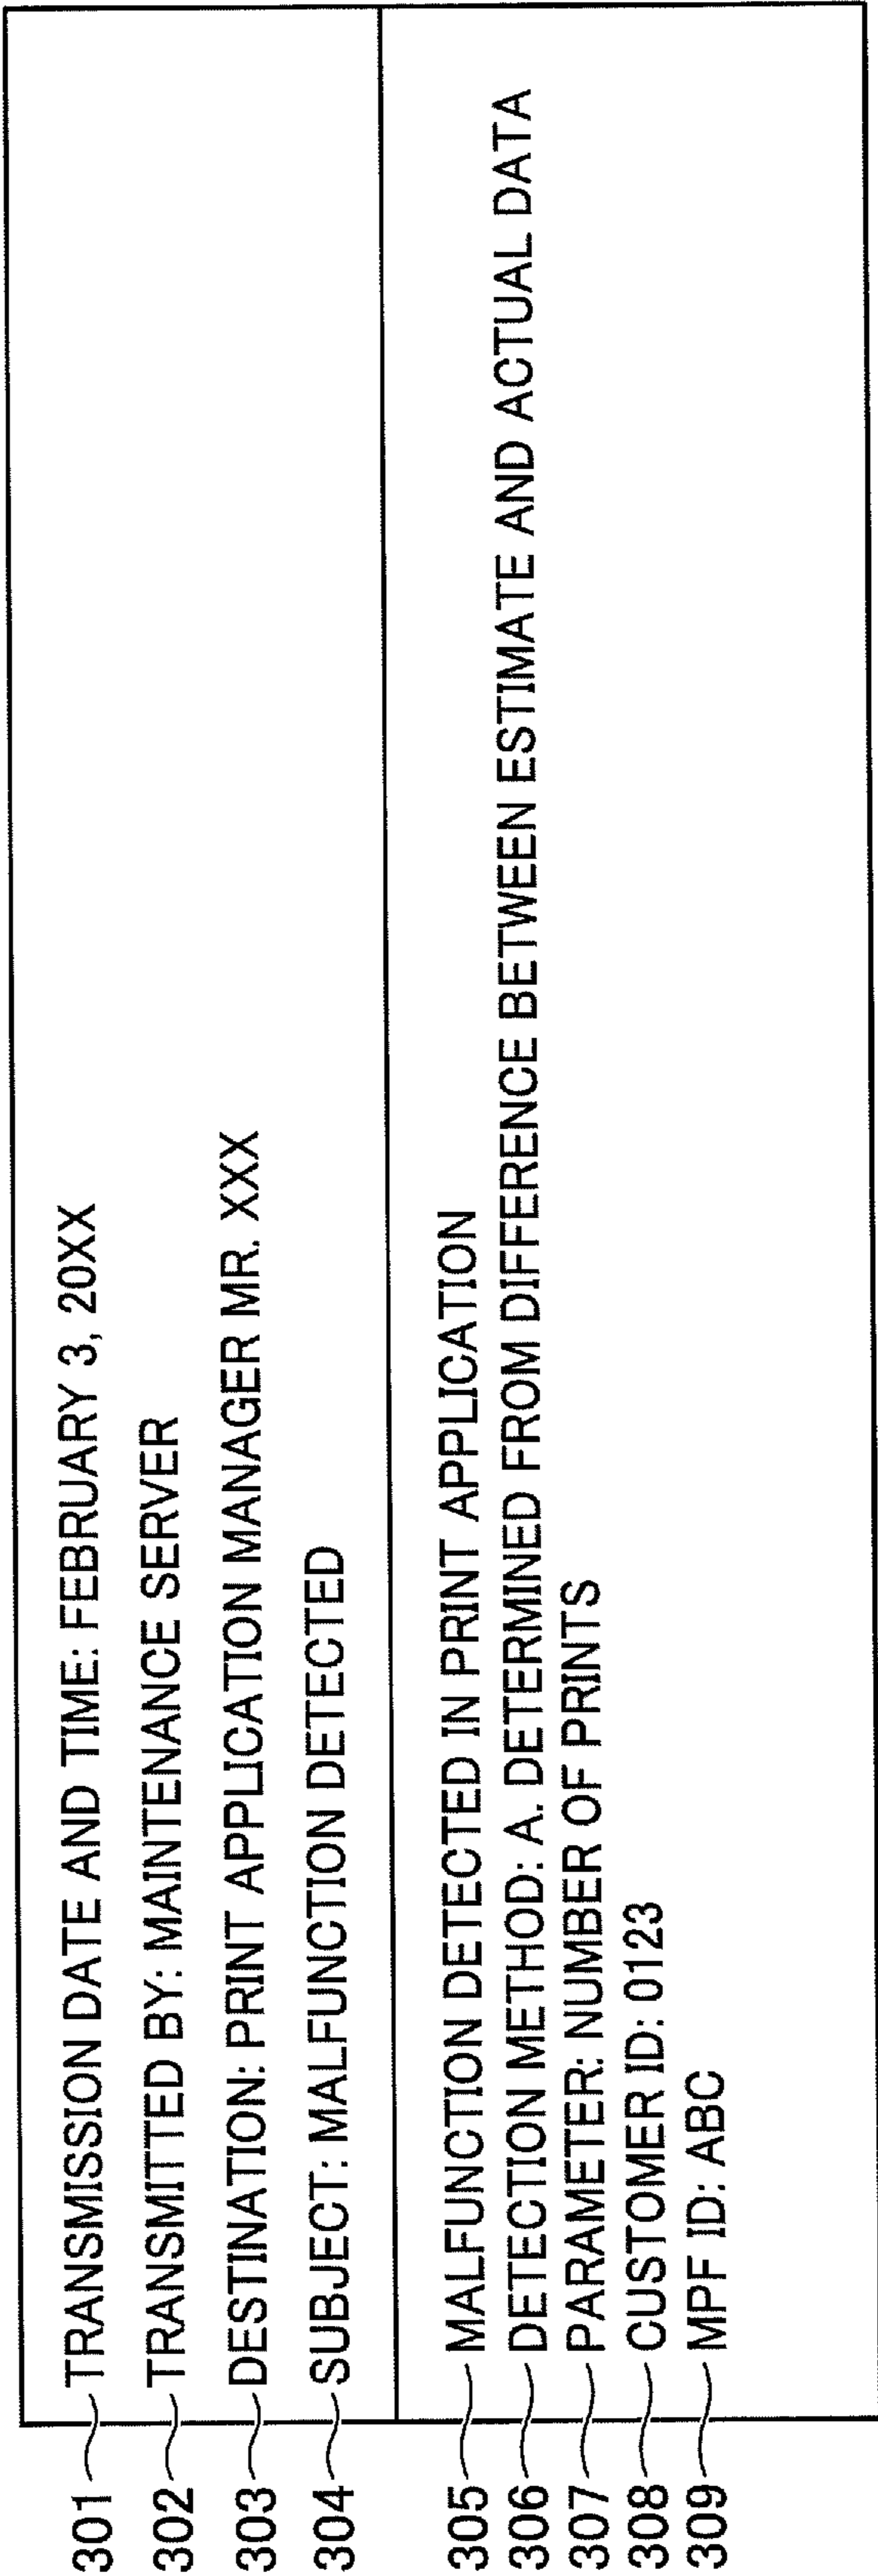 301 TRANSMISSION DATE AND TIME: FEBRUARY 3, 20XX
302 TRANSMITTED BY: MAINTENANCE SERVER
303 DESTINATION: PRINT APPLICATION MANAGER MR. XXX
304 SUBJECT: MALFUNCTION DETECTED
305 MALFUNCTION DETECTED IN PRINT APPLICATION
306 DETECTION METHOD: A. DETERMINED FROM DIFFERENCE BETWEEN ESTIMATE AND ACTUAL DATA
307 PARAMETER: NUMBER OF PRINTS
308 CUSTOMER ID: 0123
309 MPF ID: ABC